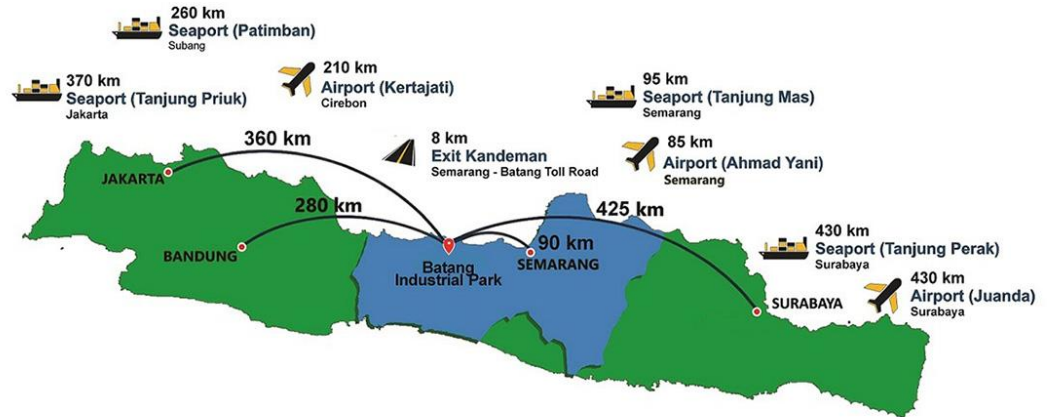 260 km
Seaport (Patimban)
Subang
370 km
Seaport (Tanjung Priuk)
Jakarta
210 km
Airport (Kertajati)
Cirebon
8 km
Exit Kandeman
Semarang - Batang Toll Road
95 km
Seaport (Tanjung Mas)
Semarang
85 km
Airport (Ahmad Yani)
Semarang
360 km
JAKARTA
280 km
BANDUNG
Batang
Industrial Park
90 km
SEMARANG
425 km
SURABAYA
430 km
Seaport (Tanjung Perak)
Surabaya
430 km
Airport (Juanda)
Surabaya